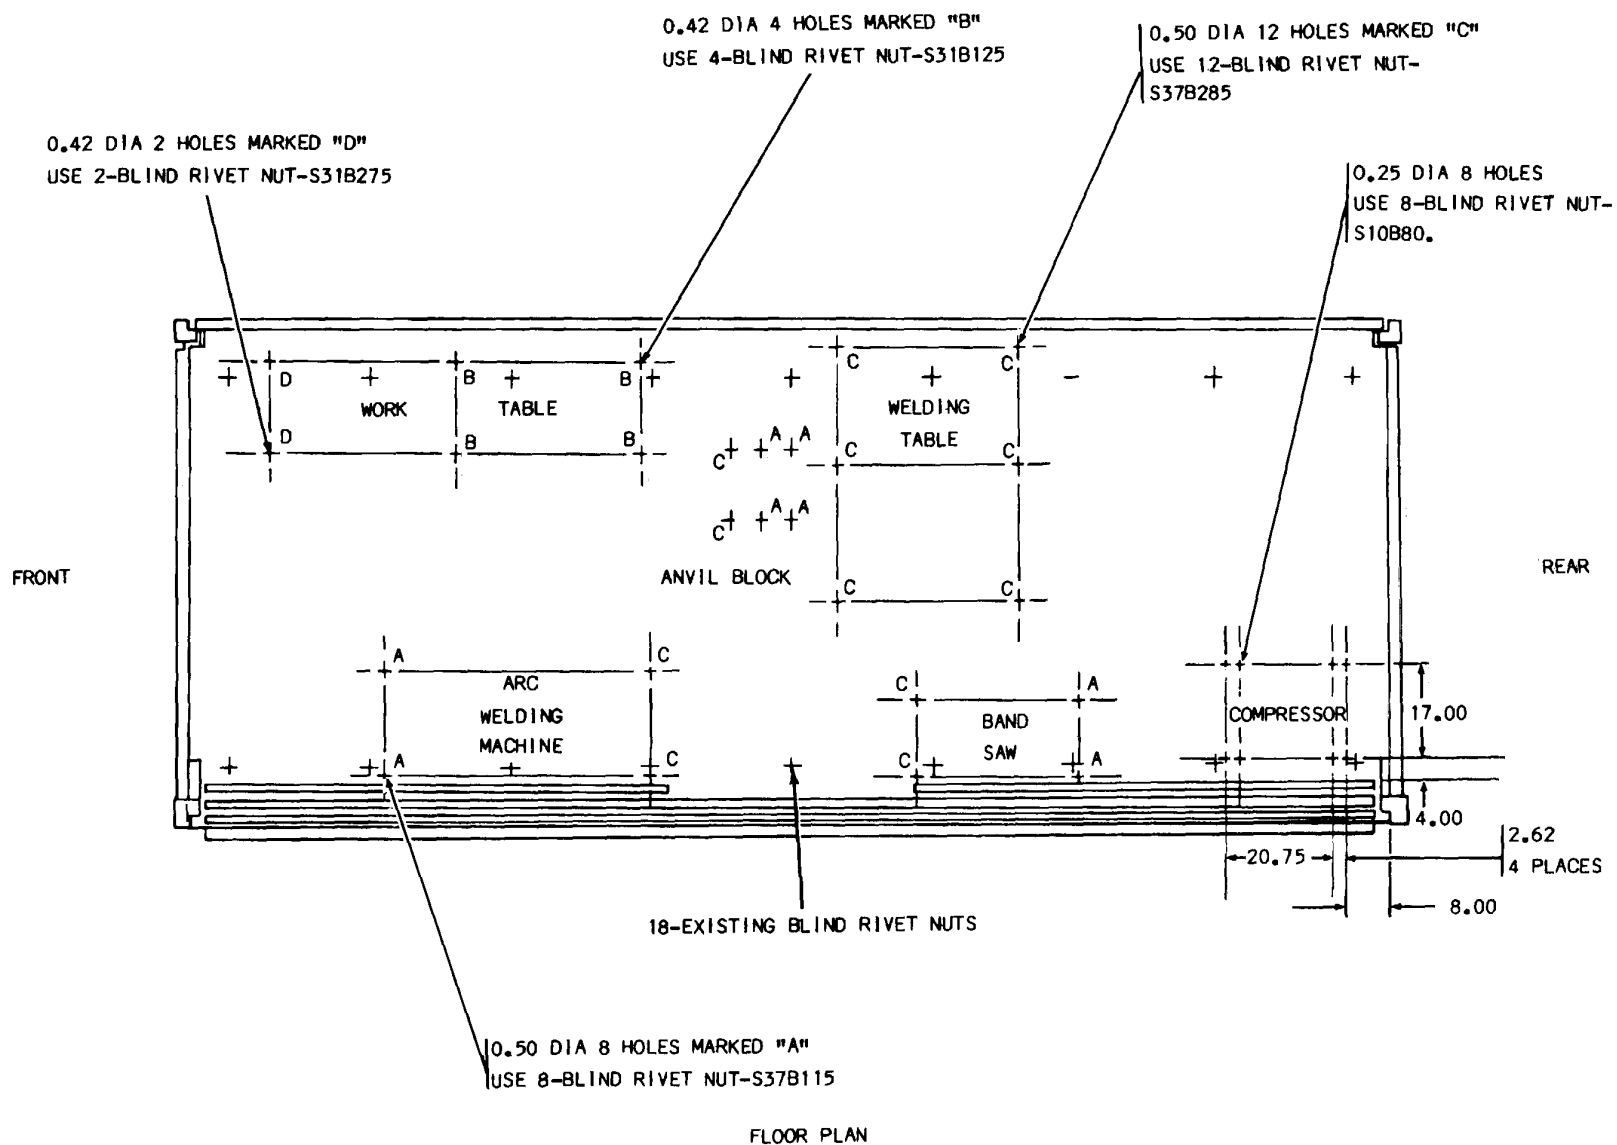 0.42 DIA 4 HOLES MARKED "B"
USE 4-BLIND RIVET NUT-S31B125
0.50 DIA 12 HOLES MARKED "C"
USE 12-BLIND RIVET NUT-
S37B285
0.42 DIA 2 HOLES MARKED "D"
USE 2-BLIND RIVET NUT-S31B275
0.25 DIA 8 HOLES
USE 8-BLIND RIVET NUT-
S10B80.
C C
D B B
WORK TABLE
WELDING
TABLE
D B B
A A
C
C C
A A
C
FRONT
ANVIL BLOCK
REAR
C C
A C
ARC
WELDING
MACHINE
A C
C A
BAND
SAW
C A
COMPRESSOR
17.00
4.00
20.75
2.62
4 PLACES
8.00
18-EXISTING BLIND RIVET NUTS
0.50 DIA 8 HOLES MARKED "A"
USE 8-BLIND RIVET NUT-S37B115
FLOOR PLAN